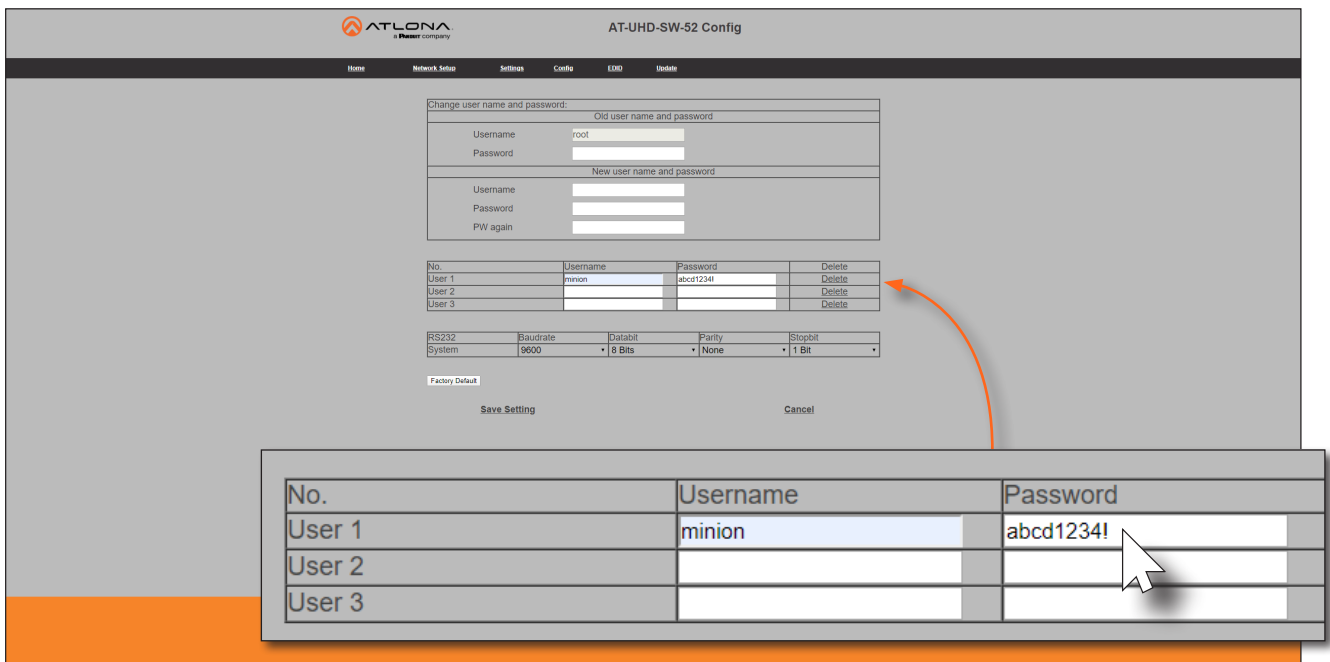 ATLONA.
a PANDUIT company
AT-UHD-SW-52 Config
Home Network Setup Settings Config EDID Update
Change user name and password:
Old user name and password
Username root
Password
New user name and password
Username
Password
PW again
No. Username Password Delete
User 1 minion abcd1234! Delete
User 2 Delete
User 3 Delete
RS232 Baudrate Databit Parity Stopbit
System 9600 8 Bits None 1 Bit
Factory Default
Save Setting Cancel
No. Username Password
User 1 minion abcd1234!
User 2
User 3